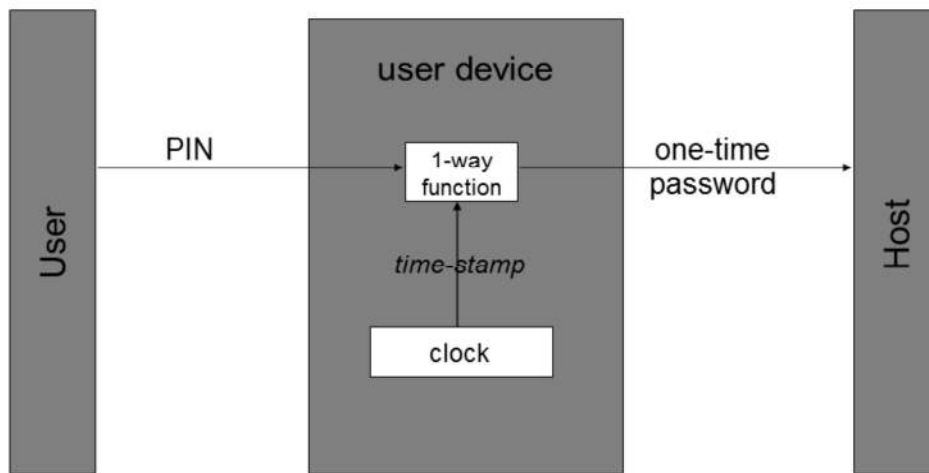 user device
PIN
1-way
function
one-time
password
User
time-stamp
Host
clock